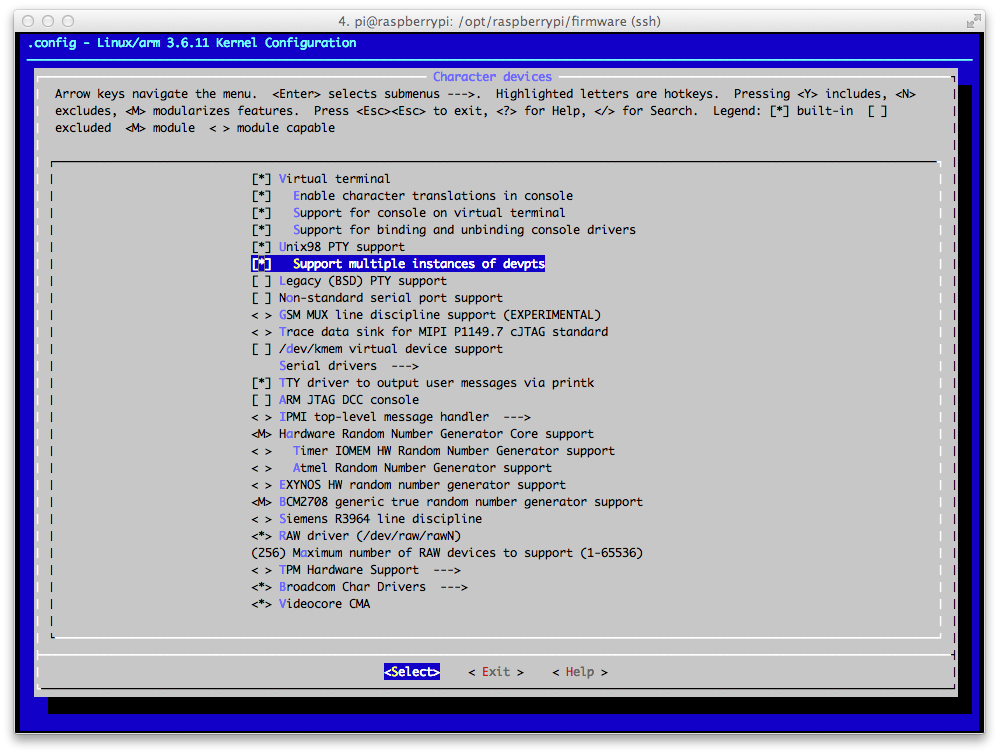 4. pi@raspberrypi: /opt/raspberrypi/firmware (ssh)
.config - Linux/arm 3.6.11 Kernel Configuration
Character devices
Arrow keys navigate the menu.  <Enter> selects submenus --->.  Highlighted letters are hotkeys.  Pressing <Y> includes, <N>
excludes, <M> modularizes features.  Press <Esc><Esc> to exit, <?> for Help, </> for Search.  Legend: [*] built-in  [ ]
excluded  <M> module  < > module capable
[*] Virtual terminal
[*]   Enable character translations in console
[*]   Support for console on virtual terminal
[*]   Support for binding and unbinding console drivers
[*] Unix98 PTY support
[*]   Support multiple instances of devpts
[ ] Legacy (BSD) PTY support
[ ] Non-standard serial port support
< > GSM MUX line discipline support (EXPERIMENTAL)
< > Trace data sink for MIPI P1149.7 cJTAG standard
[ ] /dev/kmem virtual device support
Serial drivers  --->
[*] TTY driver to output user messages via printk
[ ] ARM JTAG DCC console
< > IPMI top-level message handler  --->
<M> Hardware Random Number Generator Core support
< >   Timer IOMEM HW Random Number Generator support
< >   Atmel Random Number Generator support
< > EXYNOS HW random number generator support
<M> BCM2708 generic true random number generator support
< > Siemens R3964 line discipline
<*> RAW driver (/dev/raw/rawN)
(256) Maximum number of RAW devices to support (1-65536)
< > TPM Hardware Support  --->
<*> Broadcom Char Drivers  --->
<*> Videocore CMA
<Select>    < Exit >    < Help >